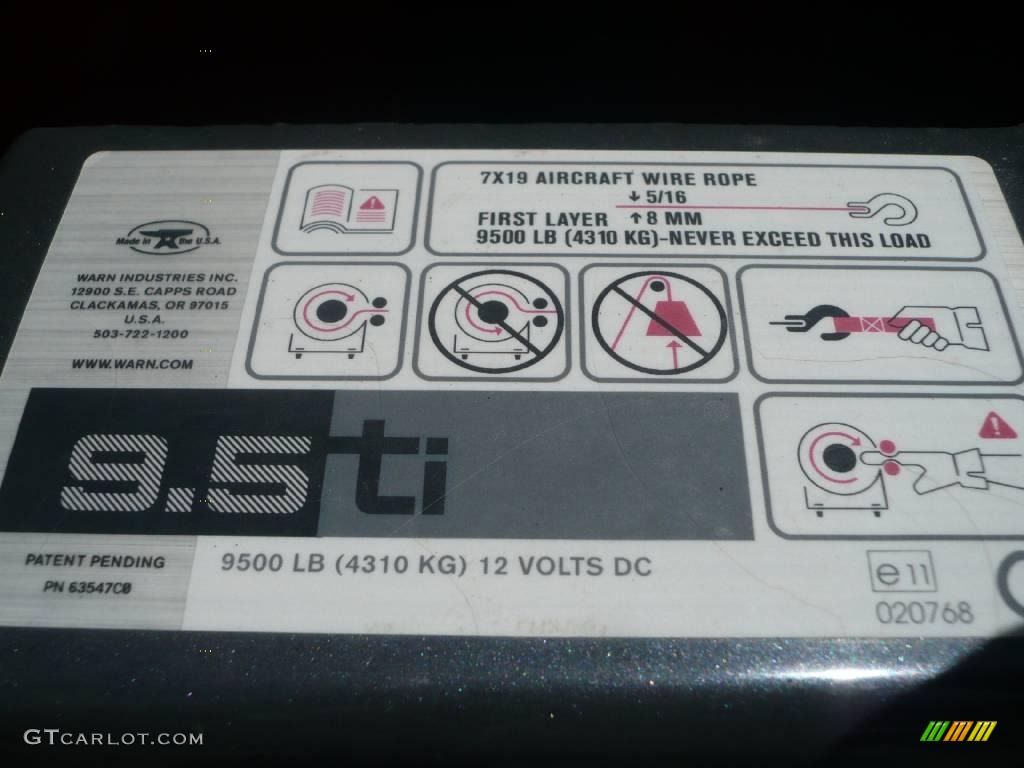 7X19 AIRCRAFT WIRE ROPE
5/16
FIRST LAYER 8 MM
9500 LB (4310 KG)-NEVER EXCEED THIS LOAD
Made in the U.S.A.
WARN INDUSTRIES INC.
12900 S.E. CAPPS ROAD
CLACKAMAS, OR 97015
U.S.A.
503-722-1200
WWW.WARN.COM
9.5ti
PATENT PENDING
PN 63547C0
9500 LB (4310 KG) 12 VOLTS DC
e11
020768
GTCARLOT.COM